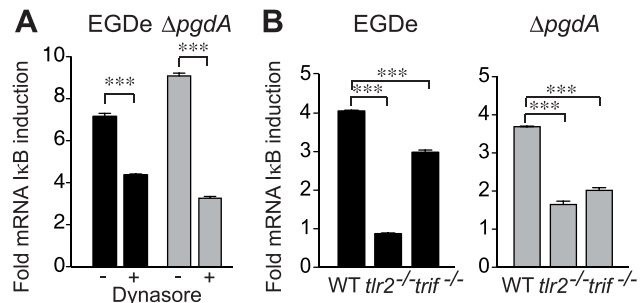 A
EGDe ΔpgdA
***
***
Fold mRNA IκB induction
10
8
6
4
2
0
- + - +
Dynasore
B
EGDe
***
***
Fold mRNA IκB induction
5
4
3
2
1
0
WT tlr2-/- trif -/-
ΔpgdA
***
***
5
4
3
2
1
0
WT tlr2-/- trif -/-